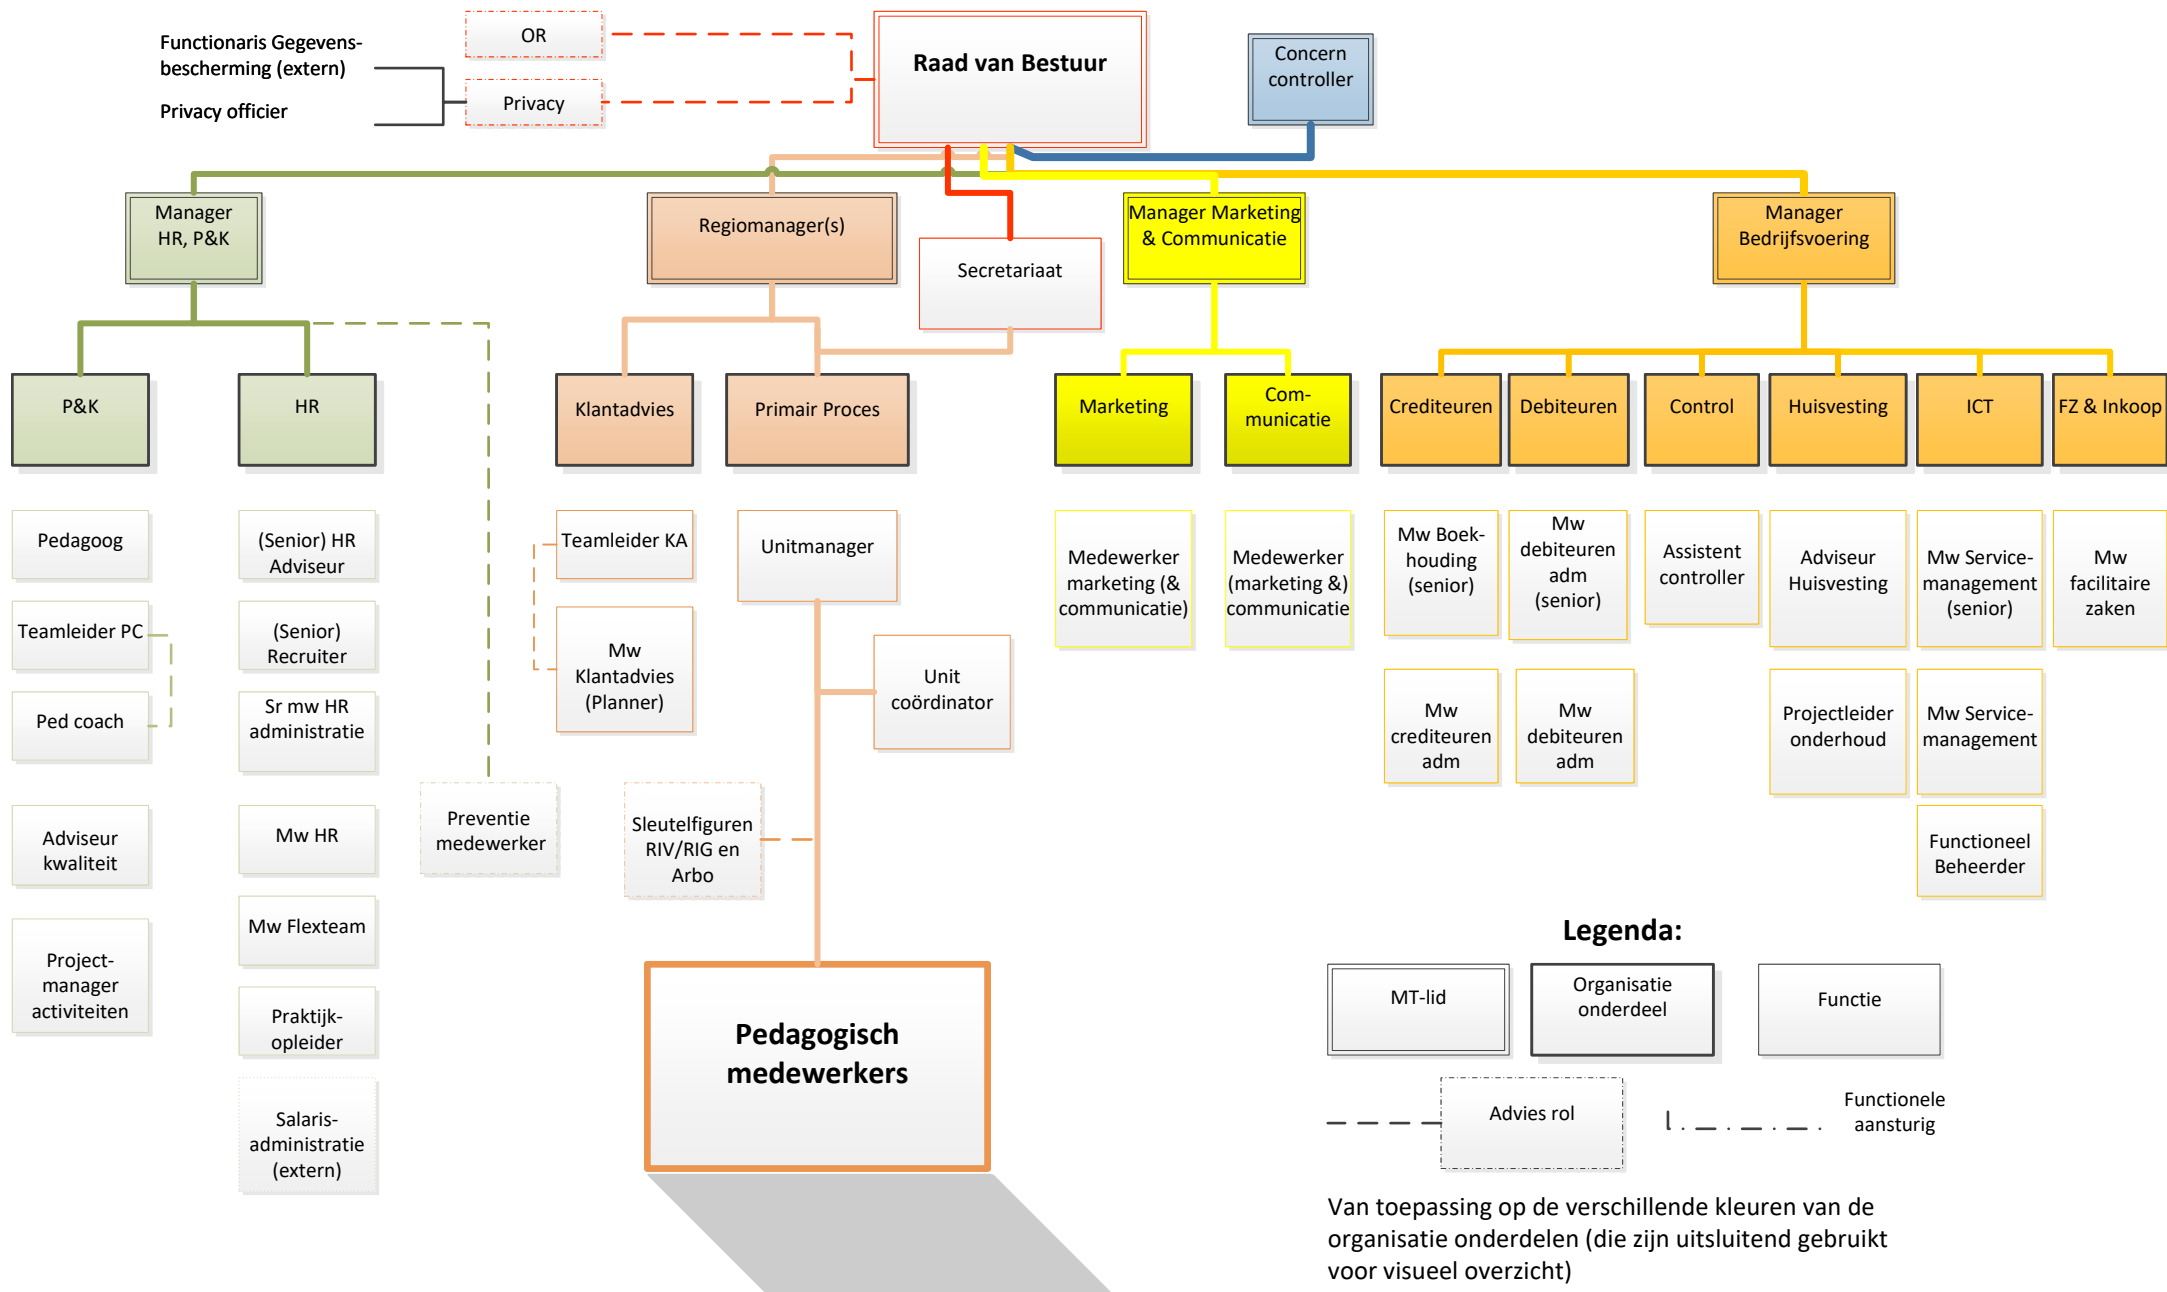 Functionaris Gegevens-
bescherming (extern)
Privacy officier
OR
Privacy
Raad van Bestuur
Concern
controller
Manager
HR, P&K
Regiomanager(s)
Secretariaat
Manager Marketing
& Communicatie
Manager
Bedrijfsvoering
P&K
HR
Klantadvies
Primair Proces
Marketing
Com-
municatie
Crediteuren
Debiteuren
Control
Huisvesting
ICT
FZ & Inkoop
Pedagoog
Teamleider PC
Ped coach
Adviseur
kwaliteit
Project-
manager
activiteiten
(Senior) HR
Adviseur
(Senior)
Recruiter
Sr mw HR
administratie
Mw HR
Mw Flexteam
Praktijk-
opleider
Salaris-
administratie
(extern)
Preventie
medewerker
Teamleider KA
Mw
Klantadvies
(Planner)
Unitmanager
Unit
coördinator
Sleutelfiguren
RIV/RIG en
Arbo
Pedagogisch
medewerkers
Medewerker
marketing (&
communicatie)
Medewerker
(marketing &)
communicatie
Mw Boek-
houding
(senior)
Mw
crediteuren
adm
Mw
debiteuren
adm
(senior)
Mw
debiteuren
adm
Assistent
controller
Adviseur
Huisvesting
Projectleider
onderhoud
Mw Service-
management
(senior)
Mw Service-
management
Functioneel
Beheerder
Mw
facilitaire
zaken
Legenda:
MT-lid
Organisatie
onderdeel
Functie
Advies rol
Functionele
aansturig
Van toepassing op de verschillende kleuren van de
organisatie onderdelen (die zijn uitsluitend gebruikt
voor visueel overzicht)